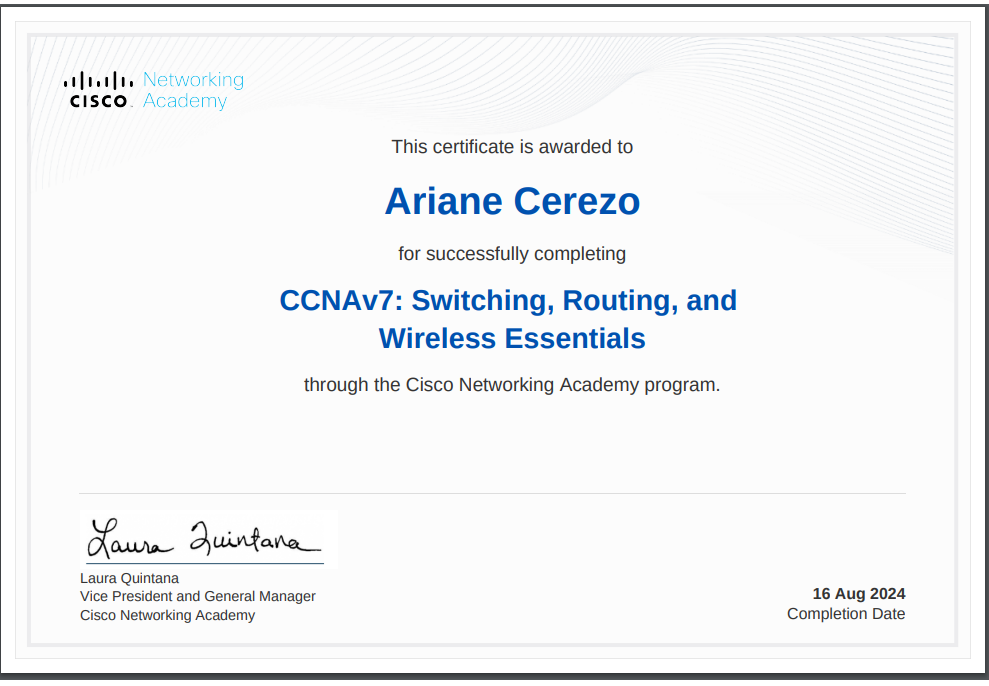 Networking
CISCO. Academy
This certificate is awarded to
Ariane Cerezo
for successfully completing
CCNAv7: Switching, Routing, and
Wireless Essentials
through the Cisco Networking Academy program.
Laura Quintana
Laura Quintana
Vice President and General Manager
Cisco Networking Academy
16 Aug 2024
Completion Date